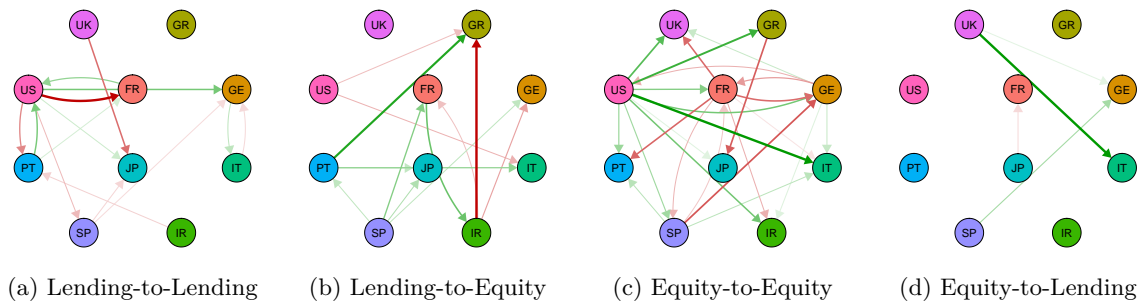 UK GR UK GR UK GR UK GR
US FR GE US FR GE US FR GE US FR GE
PT JP IT PT JP IT PT JP IT PT JP IT
SP IR SP IR SP IR SP IR
(a) Lending-to-Lending (b) Lending-to-Equity (c) Equity-to-Equity (d) Equity-to-Lending